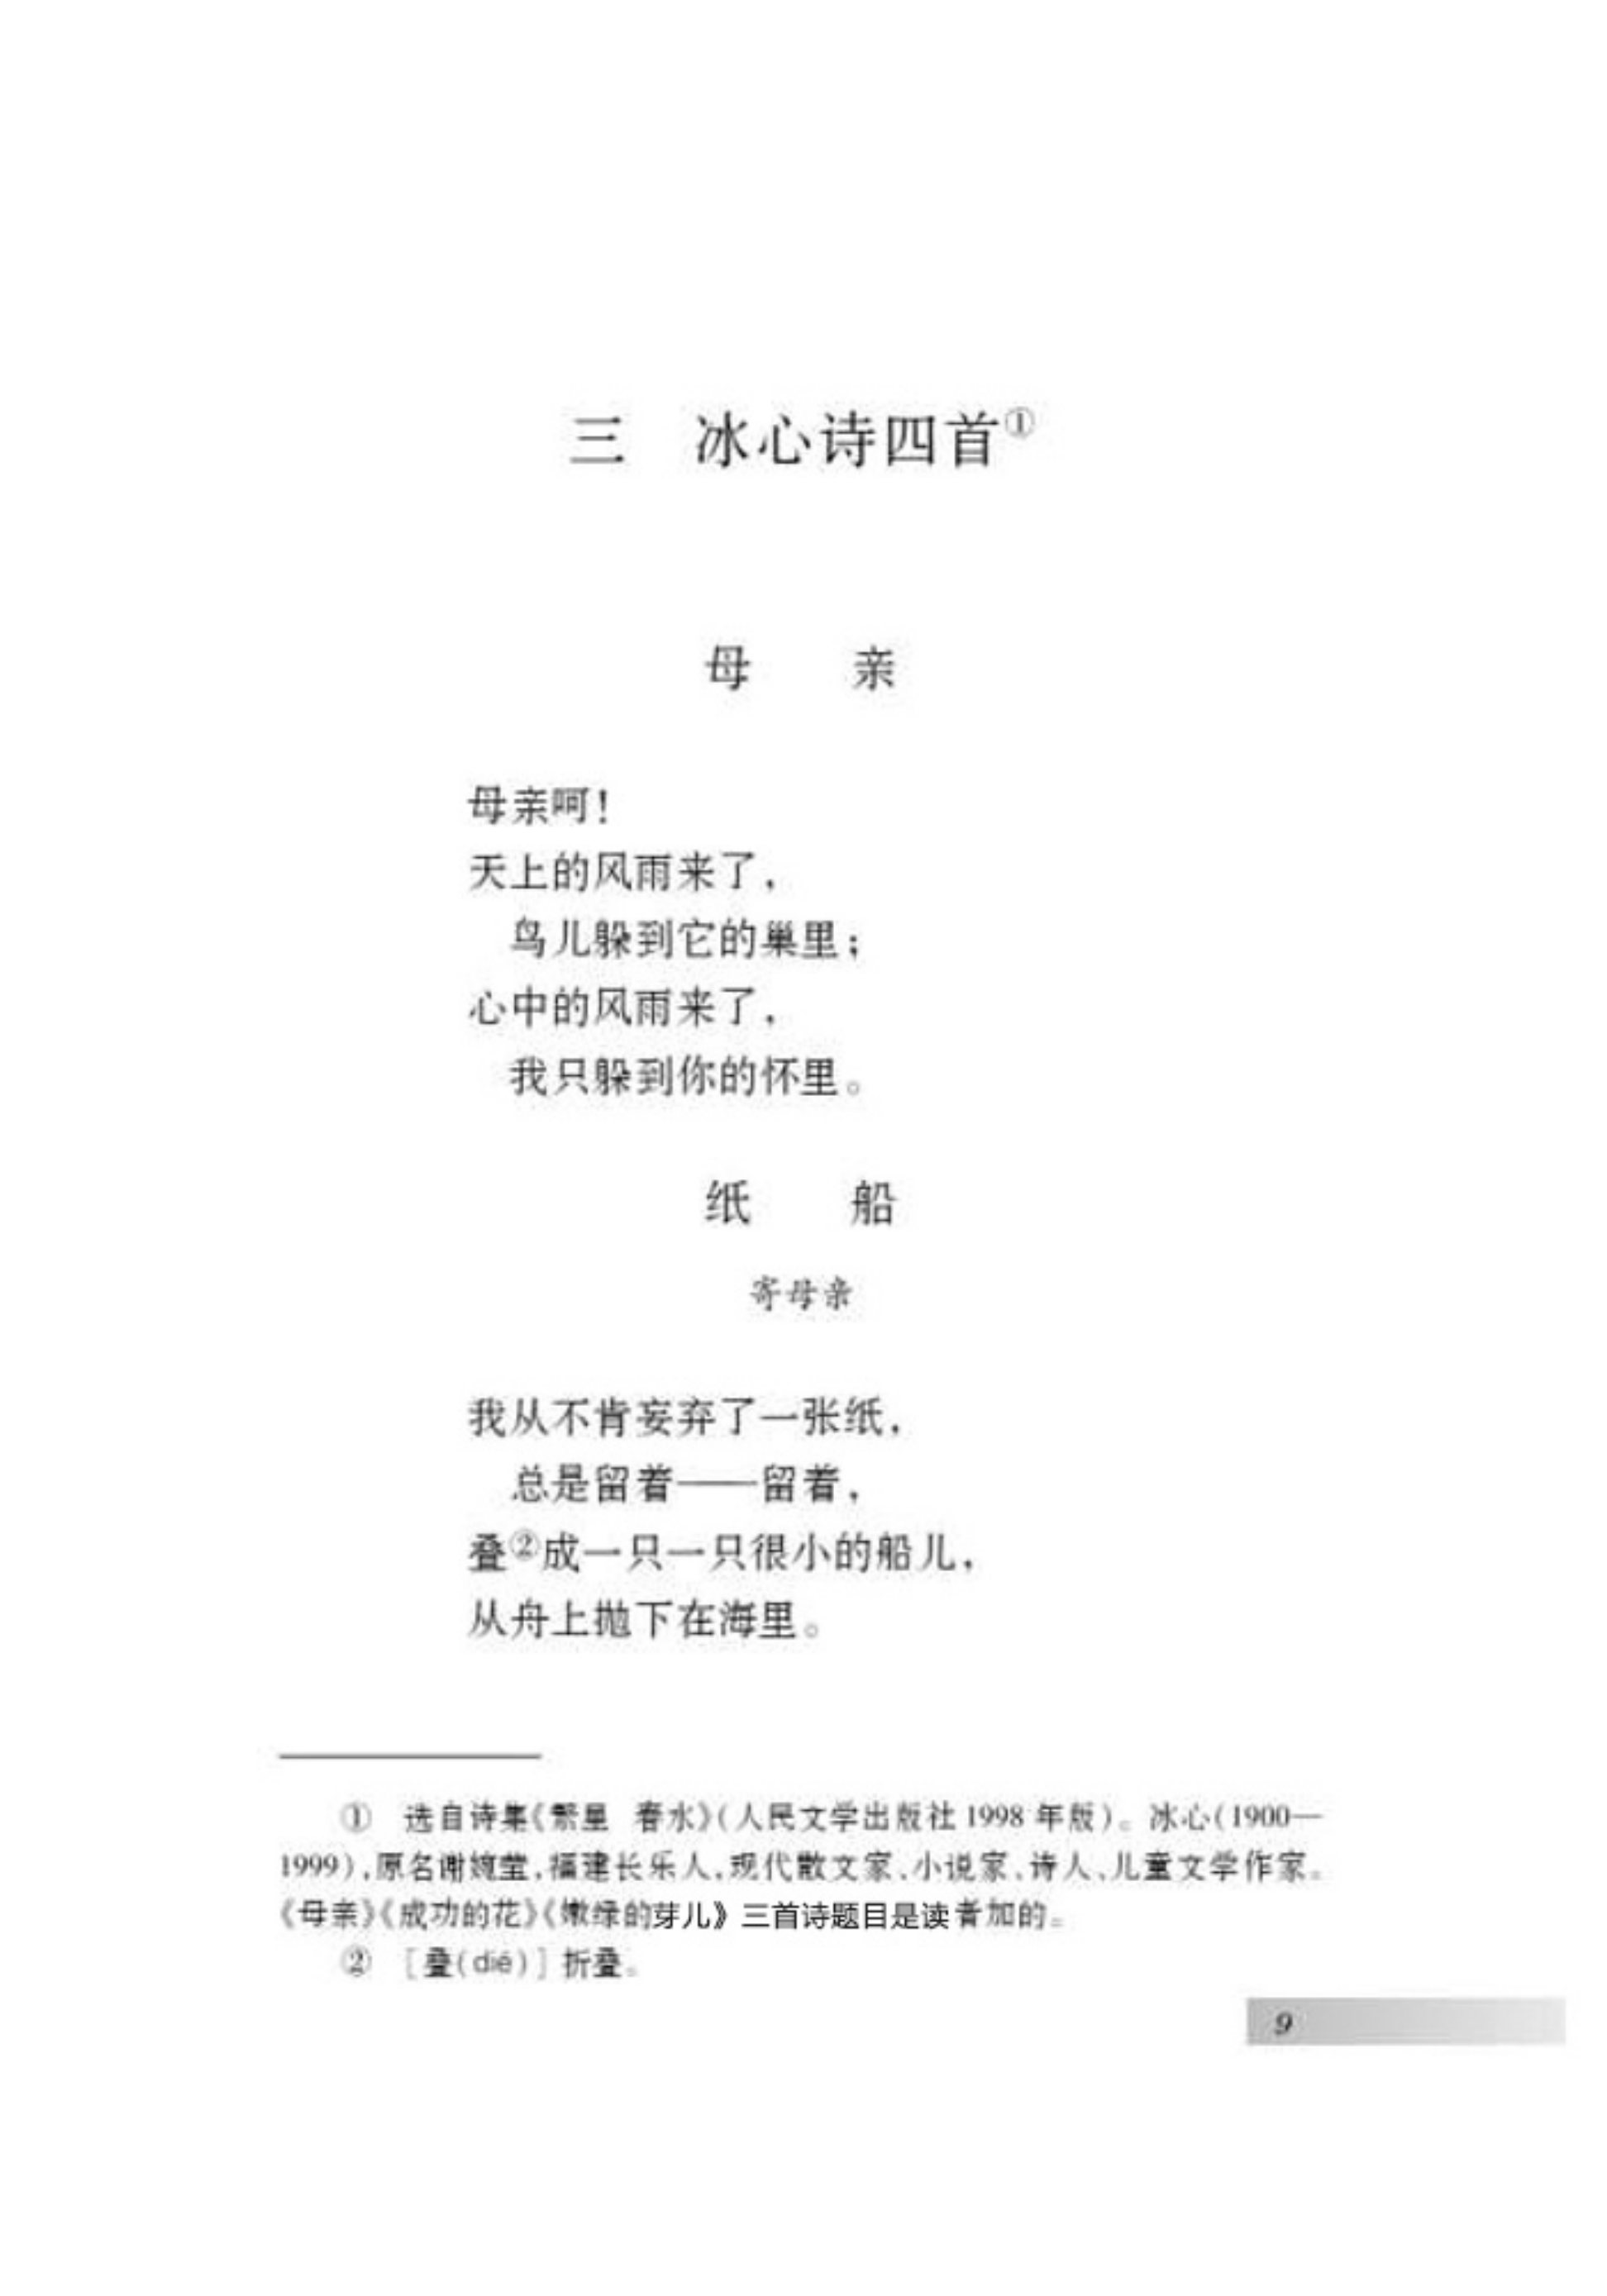 三 冰心诗四首①
母 亲
母亲呵！
天上的风雨来了，
鸟儿躲到它的巢里；
心中的风雨来了，
我只躲到你的怀里。
纸 船
寄母亲
我从不肯妄弃了一张纸，
总是留着——留着，
叠②成一只一只很小的船儿，
从舟上抛下在海里。
① 选自诗集《繁星 春水》（人民文学出版社1998年版）。冰心（1900—
1999），原名谢婉莹，福建长乐人，现代散文家、小说家、诗人、儿童文学作家。
《母亲》《成功的花》《嫩绿的芽儿》三首诗题目是读者加的。
② ［叠（dié）］折叠。
9